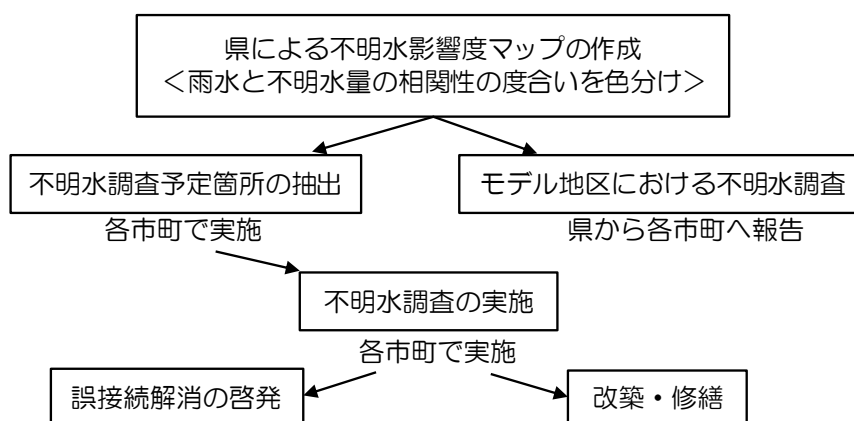 県による不明水影響度マップの作成
＜雨水と不明水量の相関性の度合いを色分け＞
不明水調査予定箇所の抽出
モデル地区における不明水調査
各市町で実施
県から各市町へ報告
不明水調査の実施
各市町で実施
誤接続解消の啓発
改築・修繕